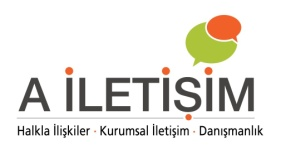 A İLETİŞİM
Halkla İlişkiler · Kurumsal İletişim · Danışmanlık